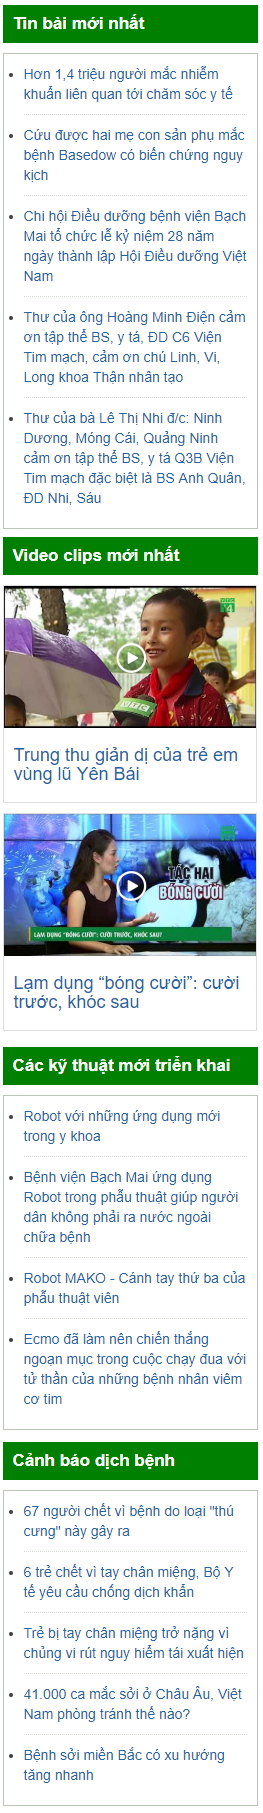 Tin bài mới nhất
Hơn 1,4 triệu người mắc nhiễm
khuẩn liên quan tới chăm sóc y tế
Cứu được hai mẹ con sản phụ mắc
bệnh Basedow có biến chứng nguy
kịch
Chi hội Điều dưỡng bệnh viện Bạch
Mai tổ chức lễ kỷ niệm 28 năm
ngày thành lập Hội Điều dưỡng Việt
Nam
Thư của ông Hoàng Minh Điện cảm
ơn tập thể BS, y tá, ĐD C6 Viện
Tim mạch, cảm ơn chú Linh, Vi,
Long khoa Thận nhân tạo
Thư của bà Lê Thị Nhi đ/c: Ninh
Dương, Móng Cái, Quảng Ninh
cảm ơn tập thể BS, y tá Q3B Viện
Tim mạch đặc biệt là BS Anh Quân,
ĐD Nhi, Sáu
Video clips mới nhất
VTC
Trung thu giản dị của trẻ em
vùng lũ Yên Bái
TÁC HẠI
BÓNG CƯỜI
LẠM DỤNG "BÓNG CƯỜI": CƯỜI TRƯỚC, KHÓC SAU?
Lạm dụng “bóng cười”: cười
trước, khóc sau
Các kỹ thuật mới triển khai
Robot với những ứng dụng mới
trong y khoa
Bệnh viện Bạch Mai ứng dụng
Robot trong phẫu thuật giúp người
dân không phải ra nước ngoài
chữa bệnh
Robot MAKO - Cánh tay thứ ba của
phẫu thuật viên
Ecmo đã làm nên chiến thắng
ngoạn mục trong cuộc chạy đua với
tử thần của những bệnh nhân viêm
cơ tim
Cảnh báo dịch bệnh
67 người chết vì bệnh do loại "thú
cưng" này gây ra
6 trẻ chết vì tay chân miệng, Bộ Y
tế yêu cầu chống dịch khẩn
Trẻ bị tay chân miệng trở nặng vì
chủng vi rút nguy hiểm tái xuất hiện
41.000 ca mắc sởi ở Châu Âu, Việt
Nam phòng tránh thế nào?
Bệnh sởi miền Bắc có xu hướng
tăng nhanh